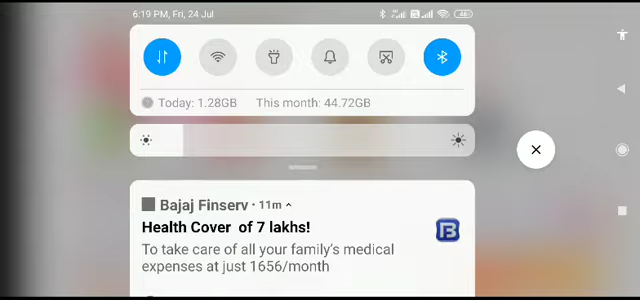 6:19 PM, Fri, 24 Jul
46
Today: 1.28GB This month: 44.72GB
Bajaj Finserv · 11m
Health Cover of 7 lakhs!
To take care of all your family's medical
expenses at just 1656/month